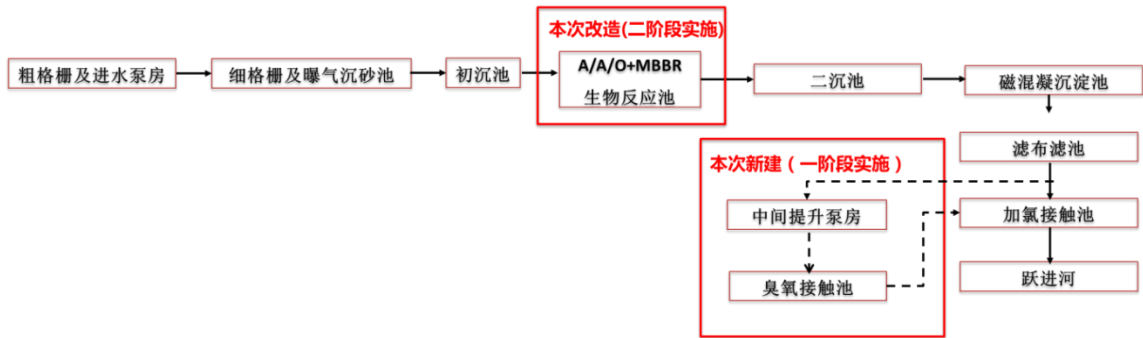 本次改造(二阶段实施)
粗格栅及进水泵房
细格栅及曝气沉砂池
初沉池
A/A/O+MBBR
生物反应池
二沉池
磁混凝沉淀池
滤布滤池
本次新建（一阶段实施）
中间提升泵房
加氯接触池
臭氧接触池
跃进河